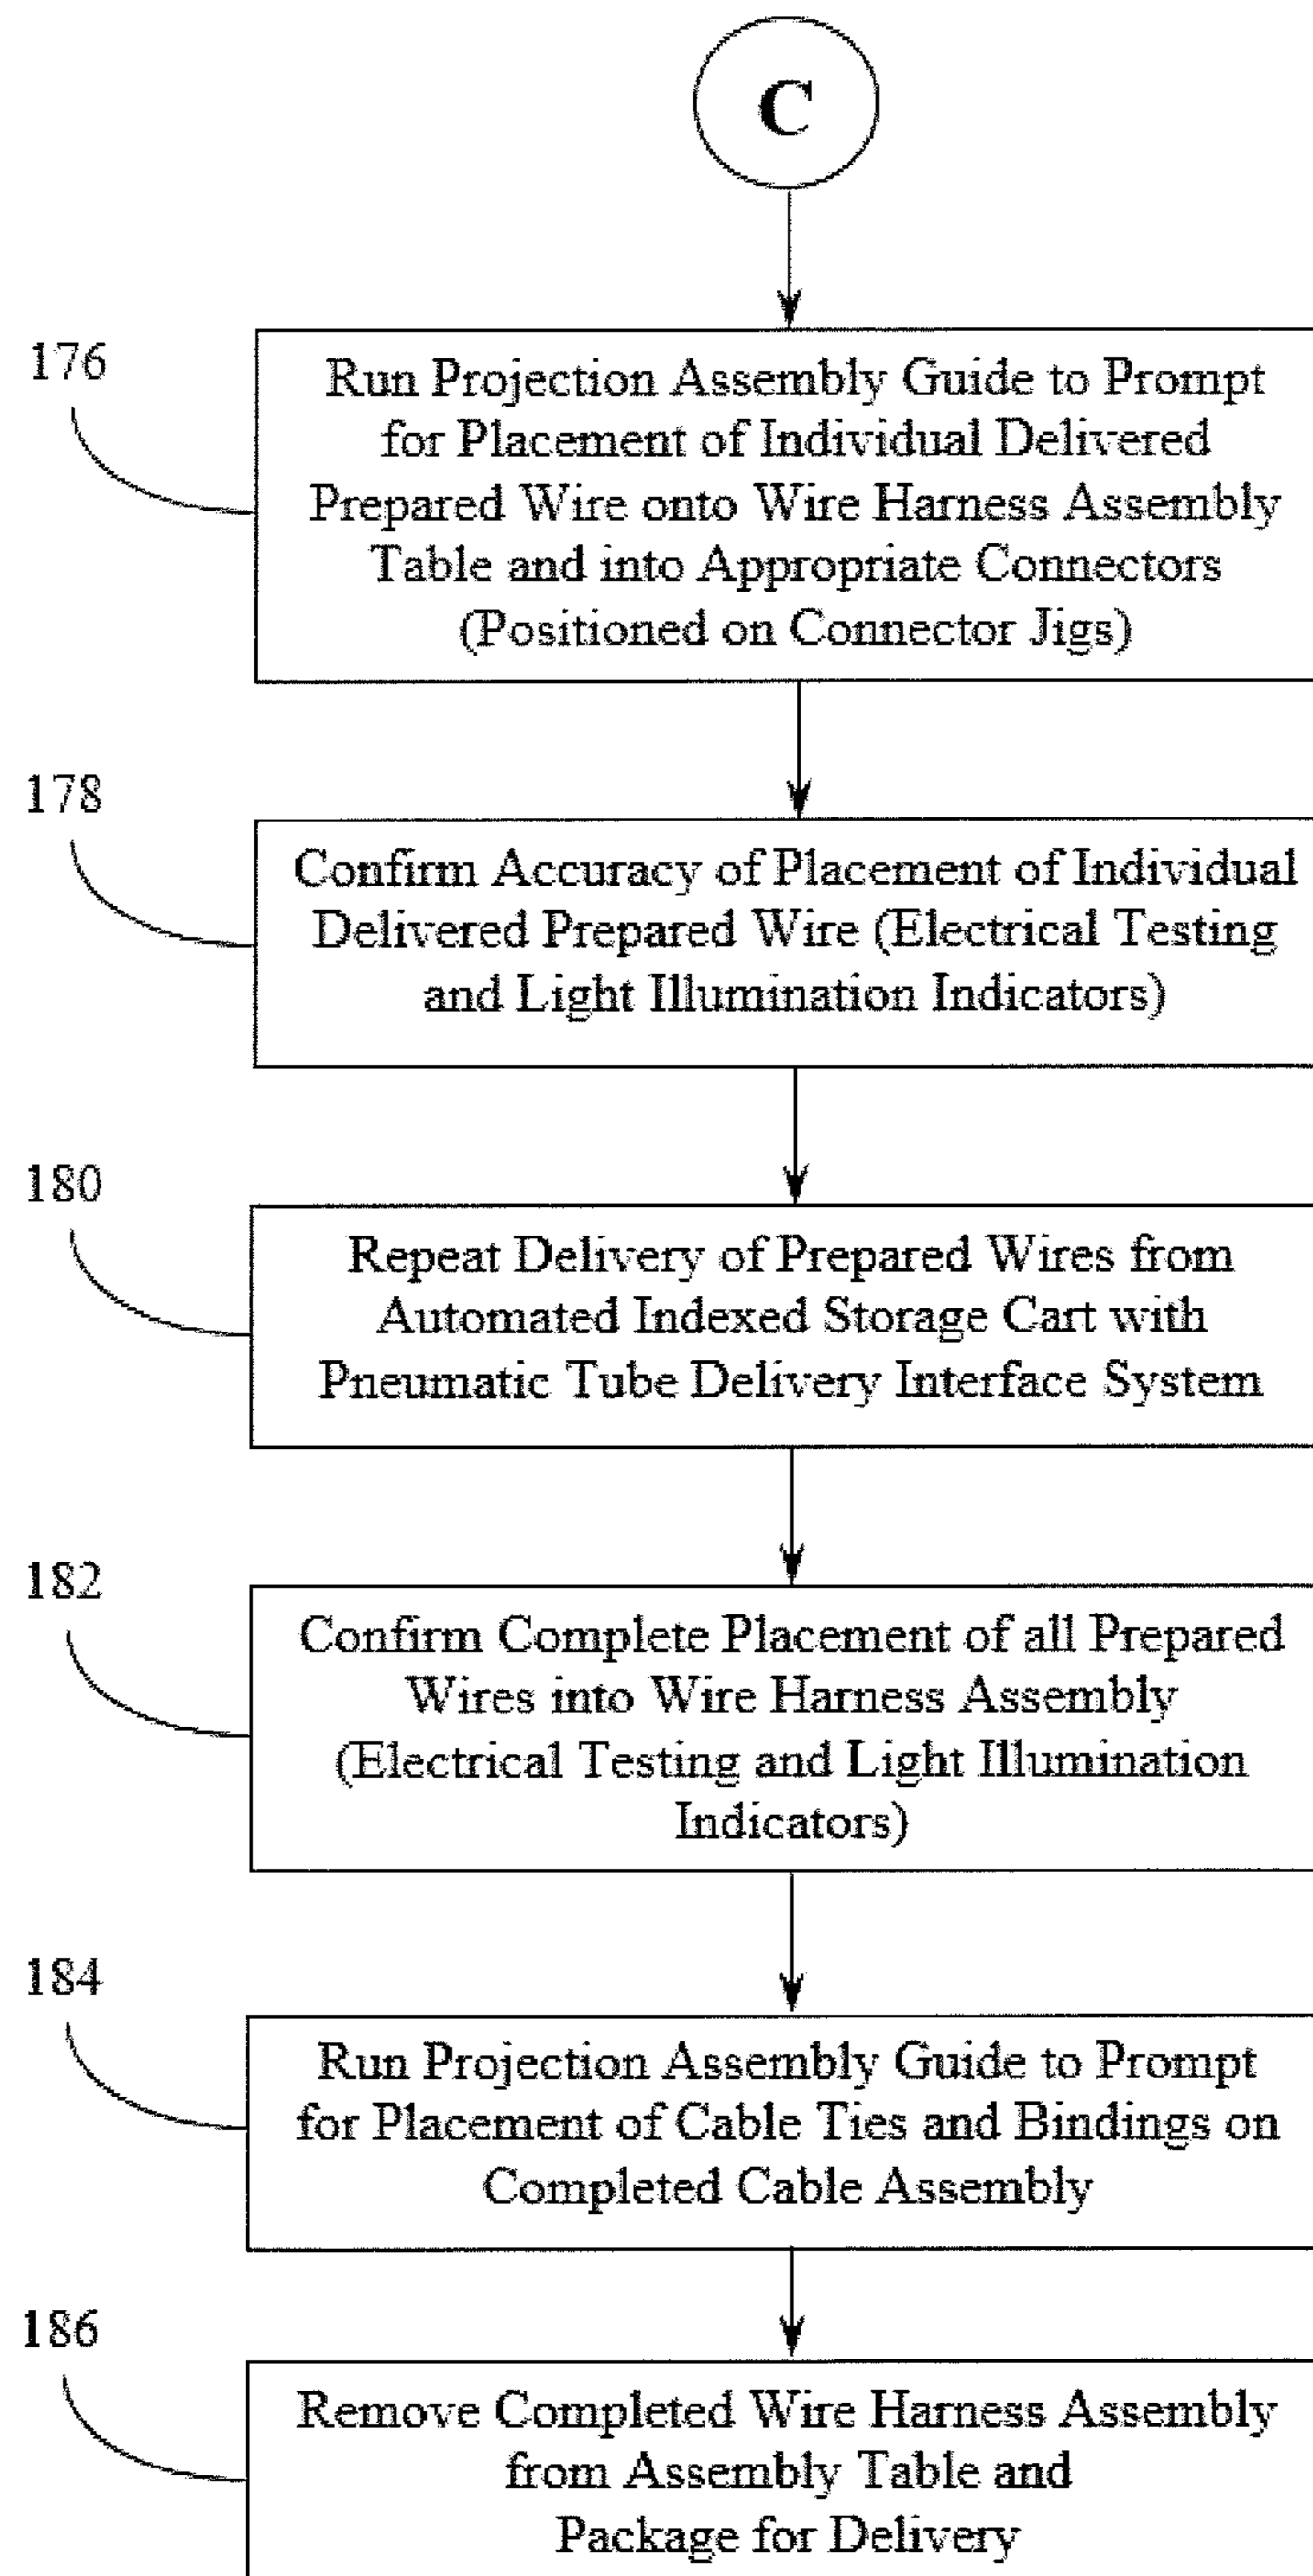 C
176
Run Projection Assembly Guide to Prompt
for Placement of Individual Delivered
Prepared Wire onto Wire Harness Assembly
Table and into Appropriate Connectors
(Positioned on Connector Jigs)
178
Confirm Accuracy of Placement of Individual
Delivered Prepared Wire (Electrical Testing
and Light Illumination Indicators)
180
Repeat Delivery of Prepared Wires from
Automated Indexed Storage Cart with
Pneumatic Tube Delivery Interface System
182
Confirm Complete Placement of all Prepared
Wires into Wire Harness Assembly
(Electrical Testing and Light Illumination
Indicators)
184
Run Projection Assembly Guide to Prompt
for Placement of Cable Ties and Bindings on
Completed Cable Assembly
186
Remove Completed Wire Harness Assembly
from Assembly Table and
Package for Delivery